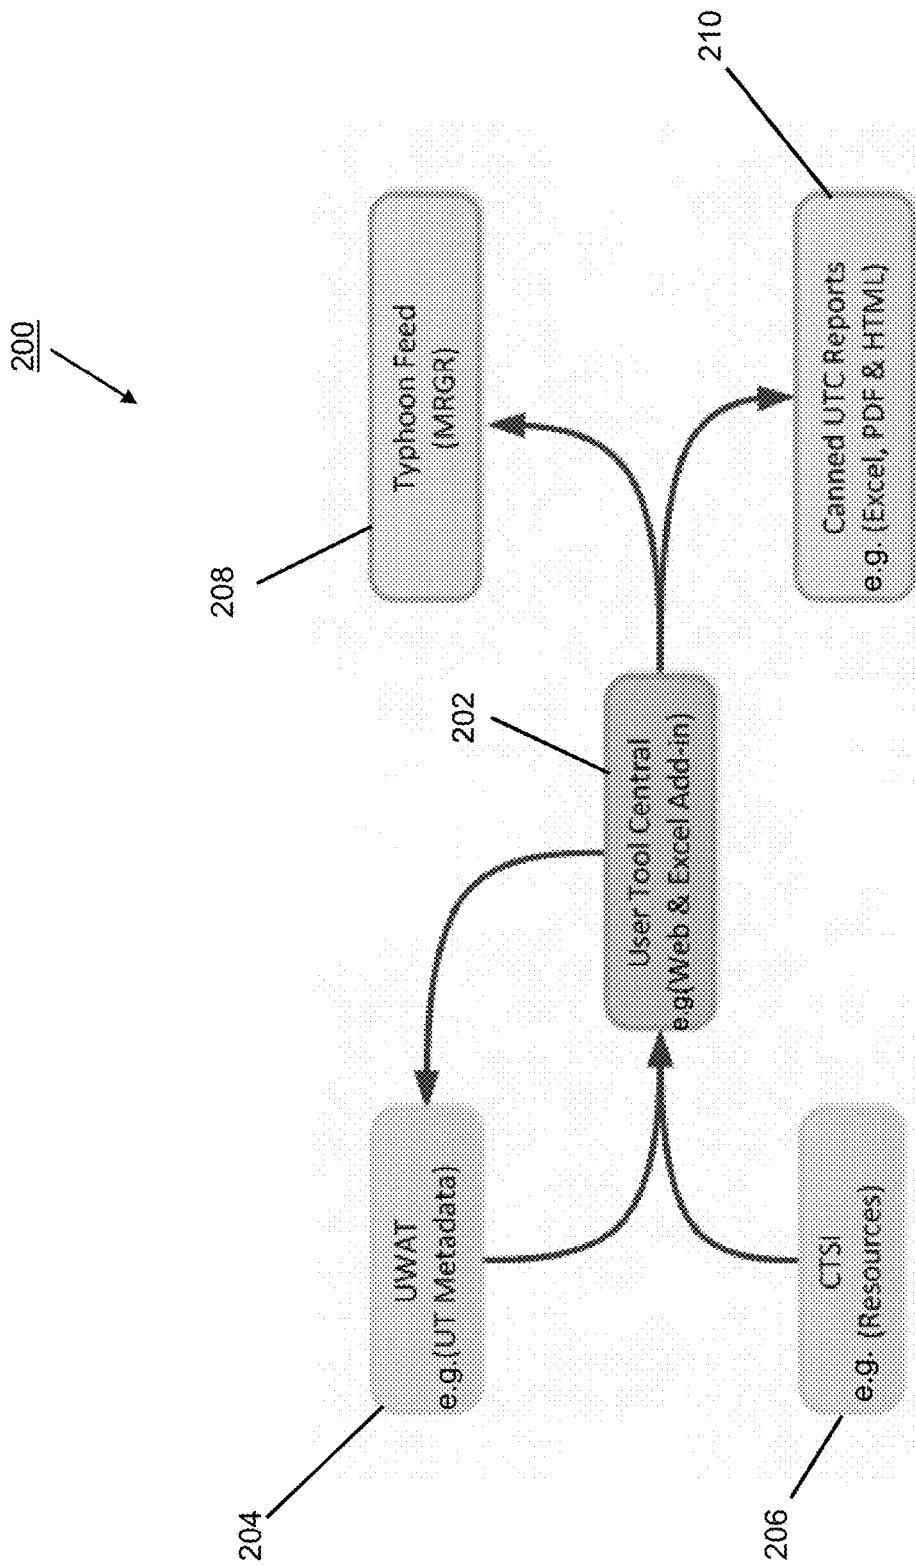 200
204
UWAT
e.g.(UT Metadata)
208
Typhoon Feed
(MRGR)
202
User Tool Central
e.g(Web & Excel Add-in)
206
CTSI
e.g. (Resources)
210
Canned UTC Reports
e.g. (Excel, PDF & HTML)